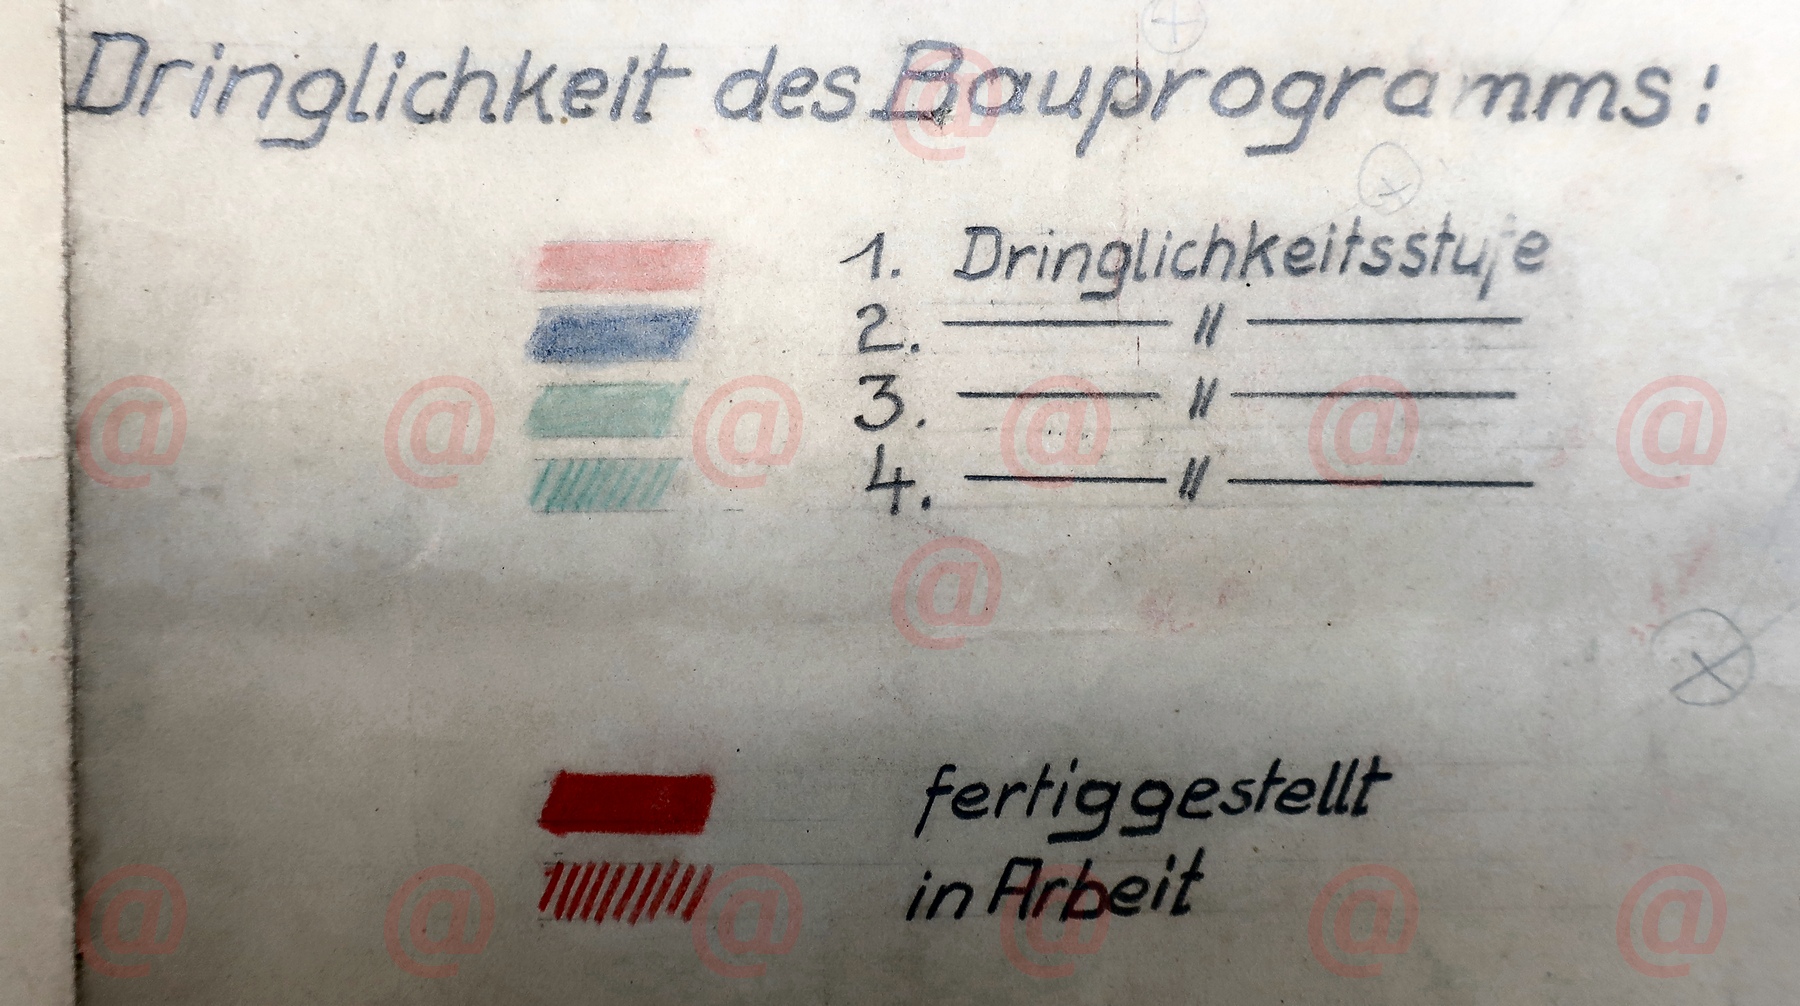 Dringlichkeit des Bauprogramms:
1. Dringlichkeitsstufe
2. — " —
3. — " —
4. — " —
fertiggestellt
in Arbeit